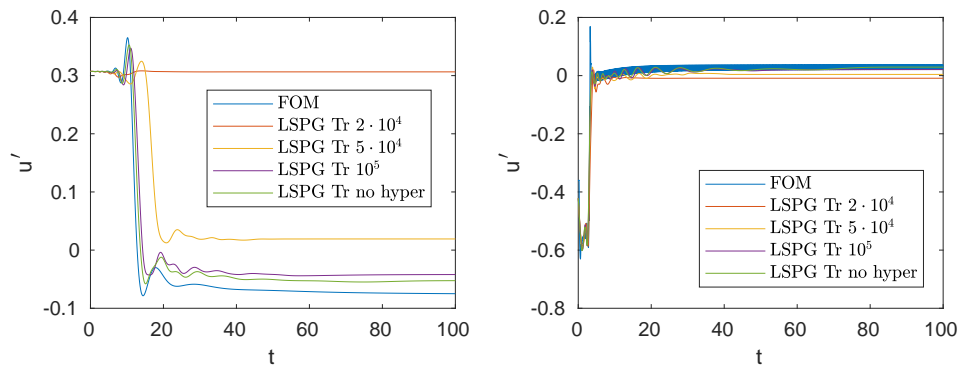 0.4
0.3
0.2
0.1
0
-0.1
0 20 40 60 80 100
t
u′
FOM
LSPG Tr 2 · 10⁴
LSPG Tr 5 · 10⁴
LSPG Tr 10⁵
LSPG Tr no hyper
0.2
0
-0.2
-0.4
-0.6
-0.8
0 20 40 60 80 100
t
u′
FOM
LSPG Tr 2 · 10⁴
LSPG Tr 5 · 10⁴
LSPG Tr 10⁵
LSPG Tr no hyper